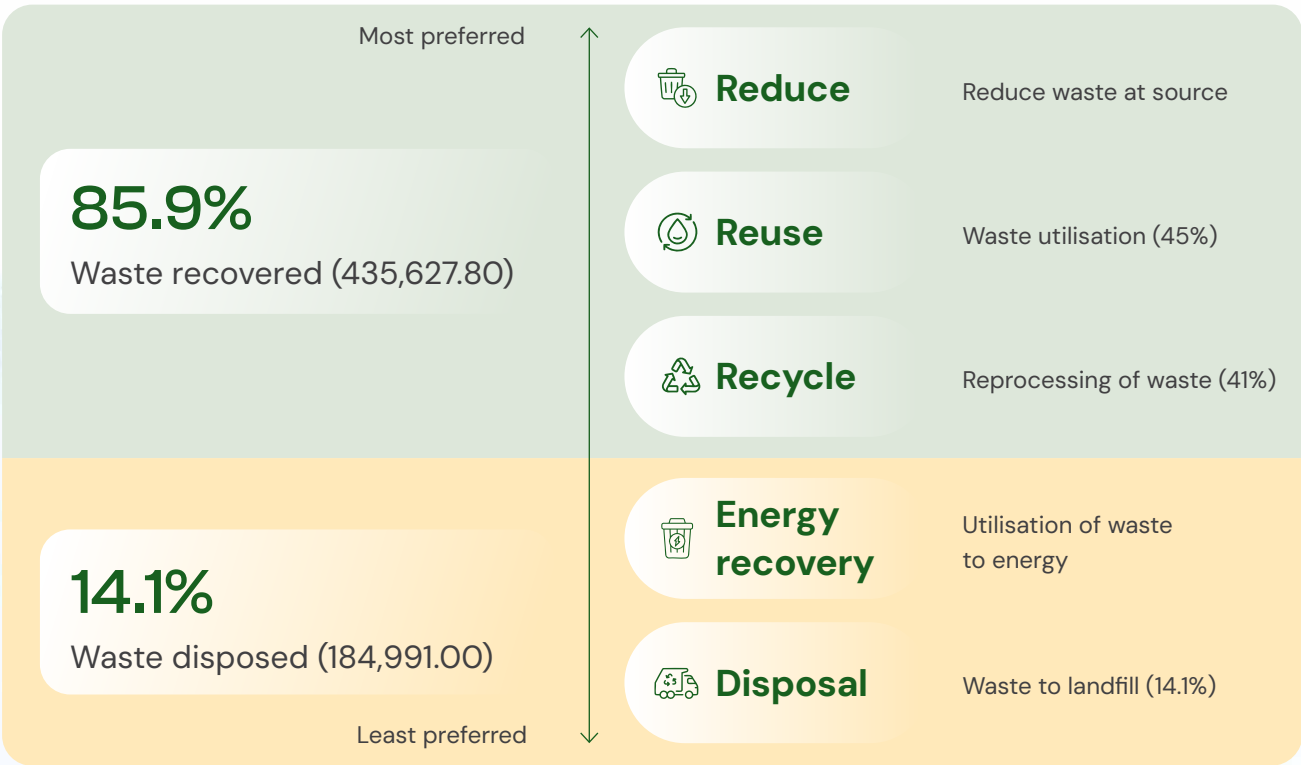 Most preferred
85.9%
Waste recovered (435,627.80)
14.1%
Waste disposed (184,991.00)
Least preferred
Reduce
Reduce waste at source
Reuse
Waste utilisation (45%)
Recycle
Reprocessing of waste (41%)
Energy
recovery
Utilisation of waste
to energy
Disposal
Waste to landfill (14.1%)